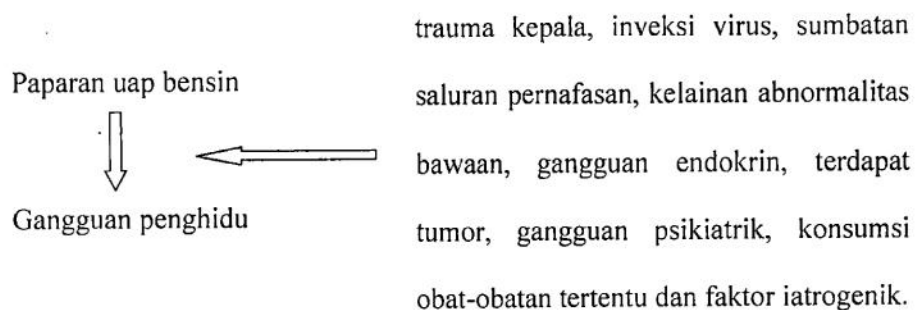 Paparan uap bensin
Gangguan penghidu
trauma kepala, inveksi virus, sumbatan
saluran pernafasan, kelainan abnormalitas
bawaan, gangguan endokrin, terdapat
tumor, gangguan psikiatrik, konsumsi
obat-obatan tertentu dan faktor iatrogenik.